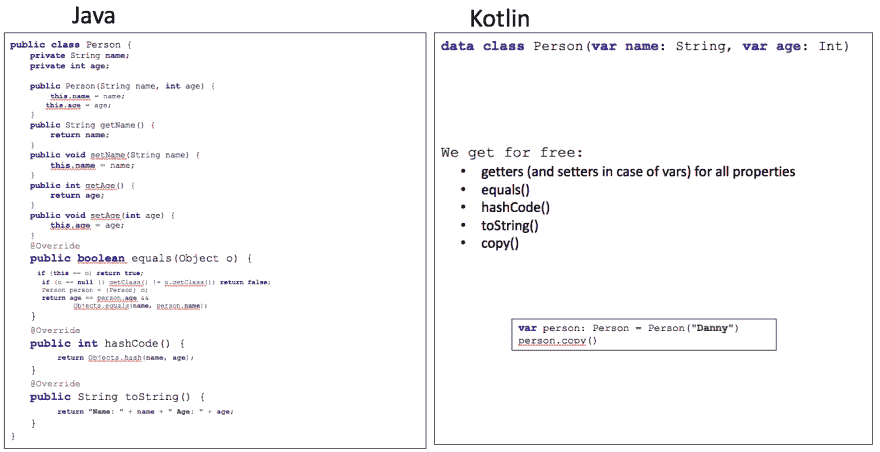 Java
public class Person {
private String name;
private int age;
public Person(String name, int age) {
this.name = name;
this.age = age;
}
public String getName() {
return name;
}
public void setName(String name) {
this.name = name;
}
public int getAge() {
return age;
}
public void setAge(int age) {
this.age = age;
}
@Override
public boolean equals(Object o) {
if (this == o) return true;
if (o == null || getClass() != o.getClass()) return false;
Person person = (Person) o;
return age == person.age &&
Objects.equals(name, person.name);
}
@Override
public int hashCode() {
return Objects.hash(name, age);
}
@Override
public String toString() {
return "Name: " + name + " Age: " + age;
}
}
Kotlin
data class Person(var name: String, var age: Int)
We get for free:
• getters (and setters in case of vars) for all properties
• equals()
• hashCode()
• toString()
• copy()
var person: Person = Person("Danny")
person.copy()